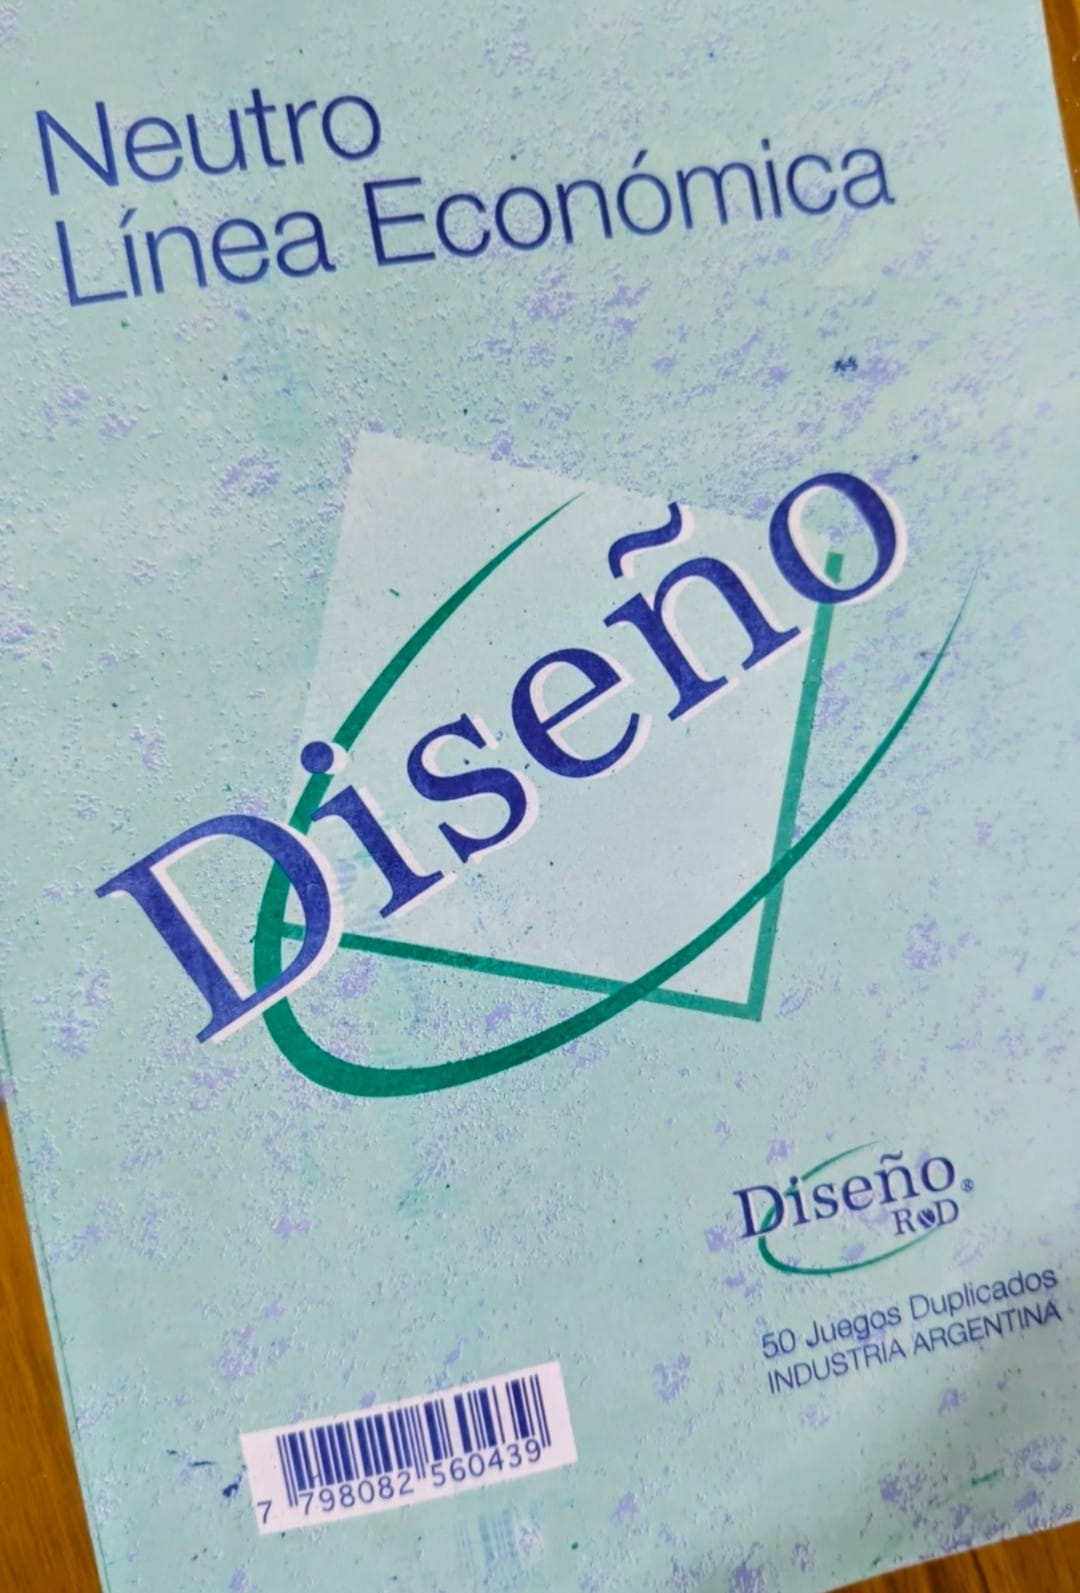 Neutro
Línea Económica
Diseño
Diseño®
R&D
50 Juegos Duplicados
INDUSTRIA ARGENTINA
7 798082 560439